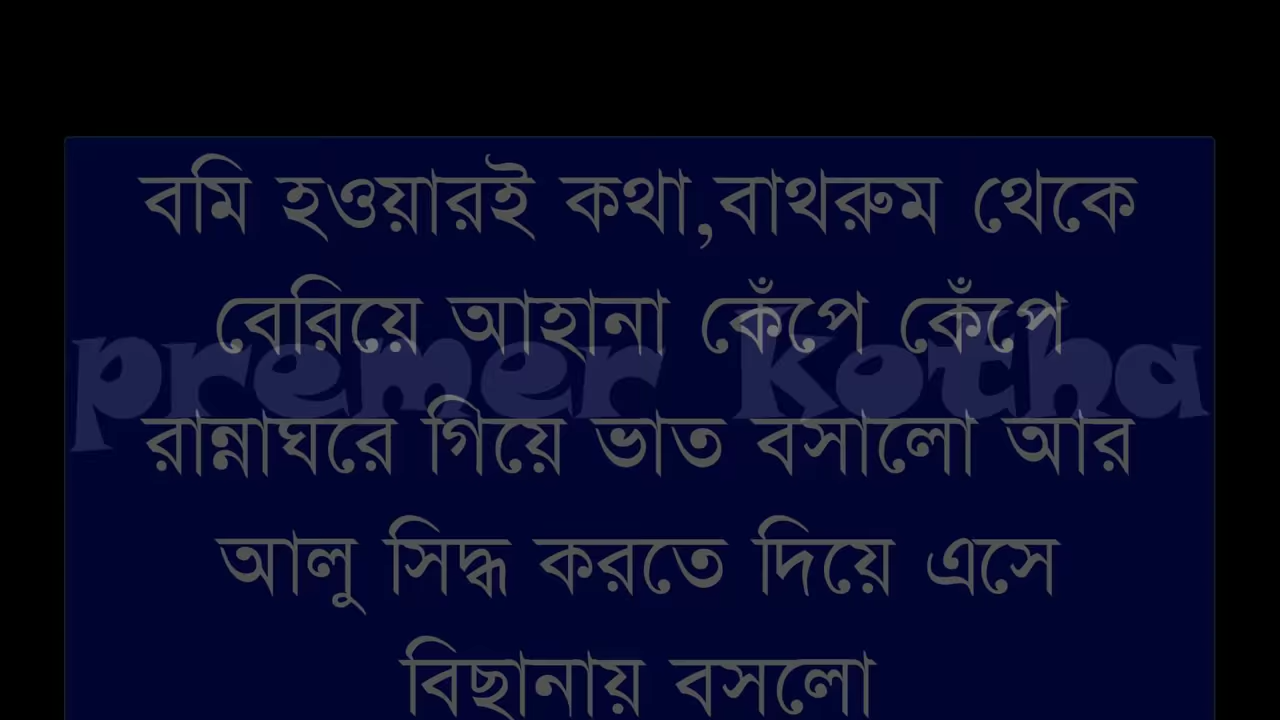 বমি হওয়ারই কথা,বাথরুম থেকে
বেরিয়ে আহানা কেঁপে কেঁপে
premer Kotha
রান্নাঘরে গিয়ে ভাত বসালো আর
আলু সিদ্ধ করতে দিয়ে এসে
বিছানায় বসলো